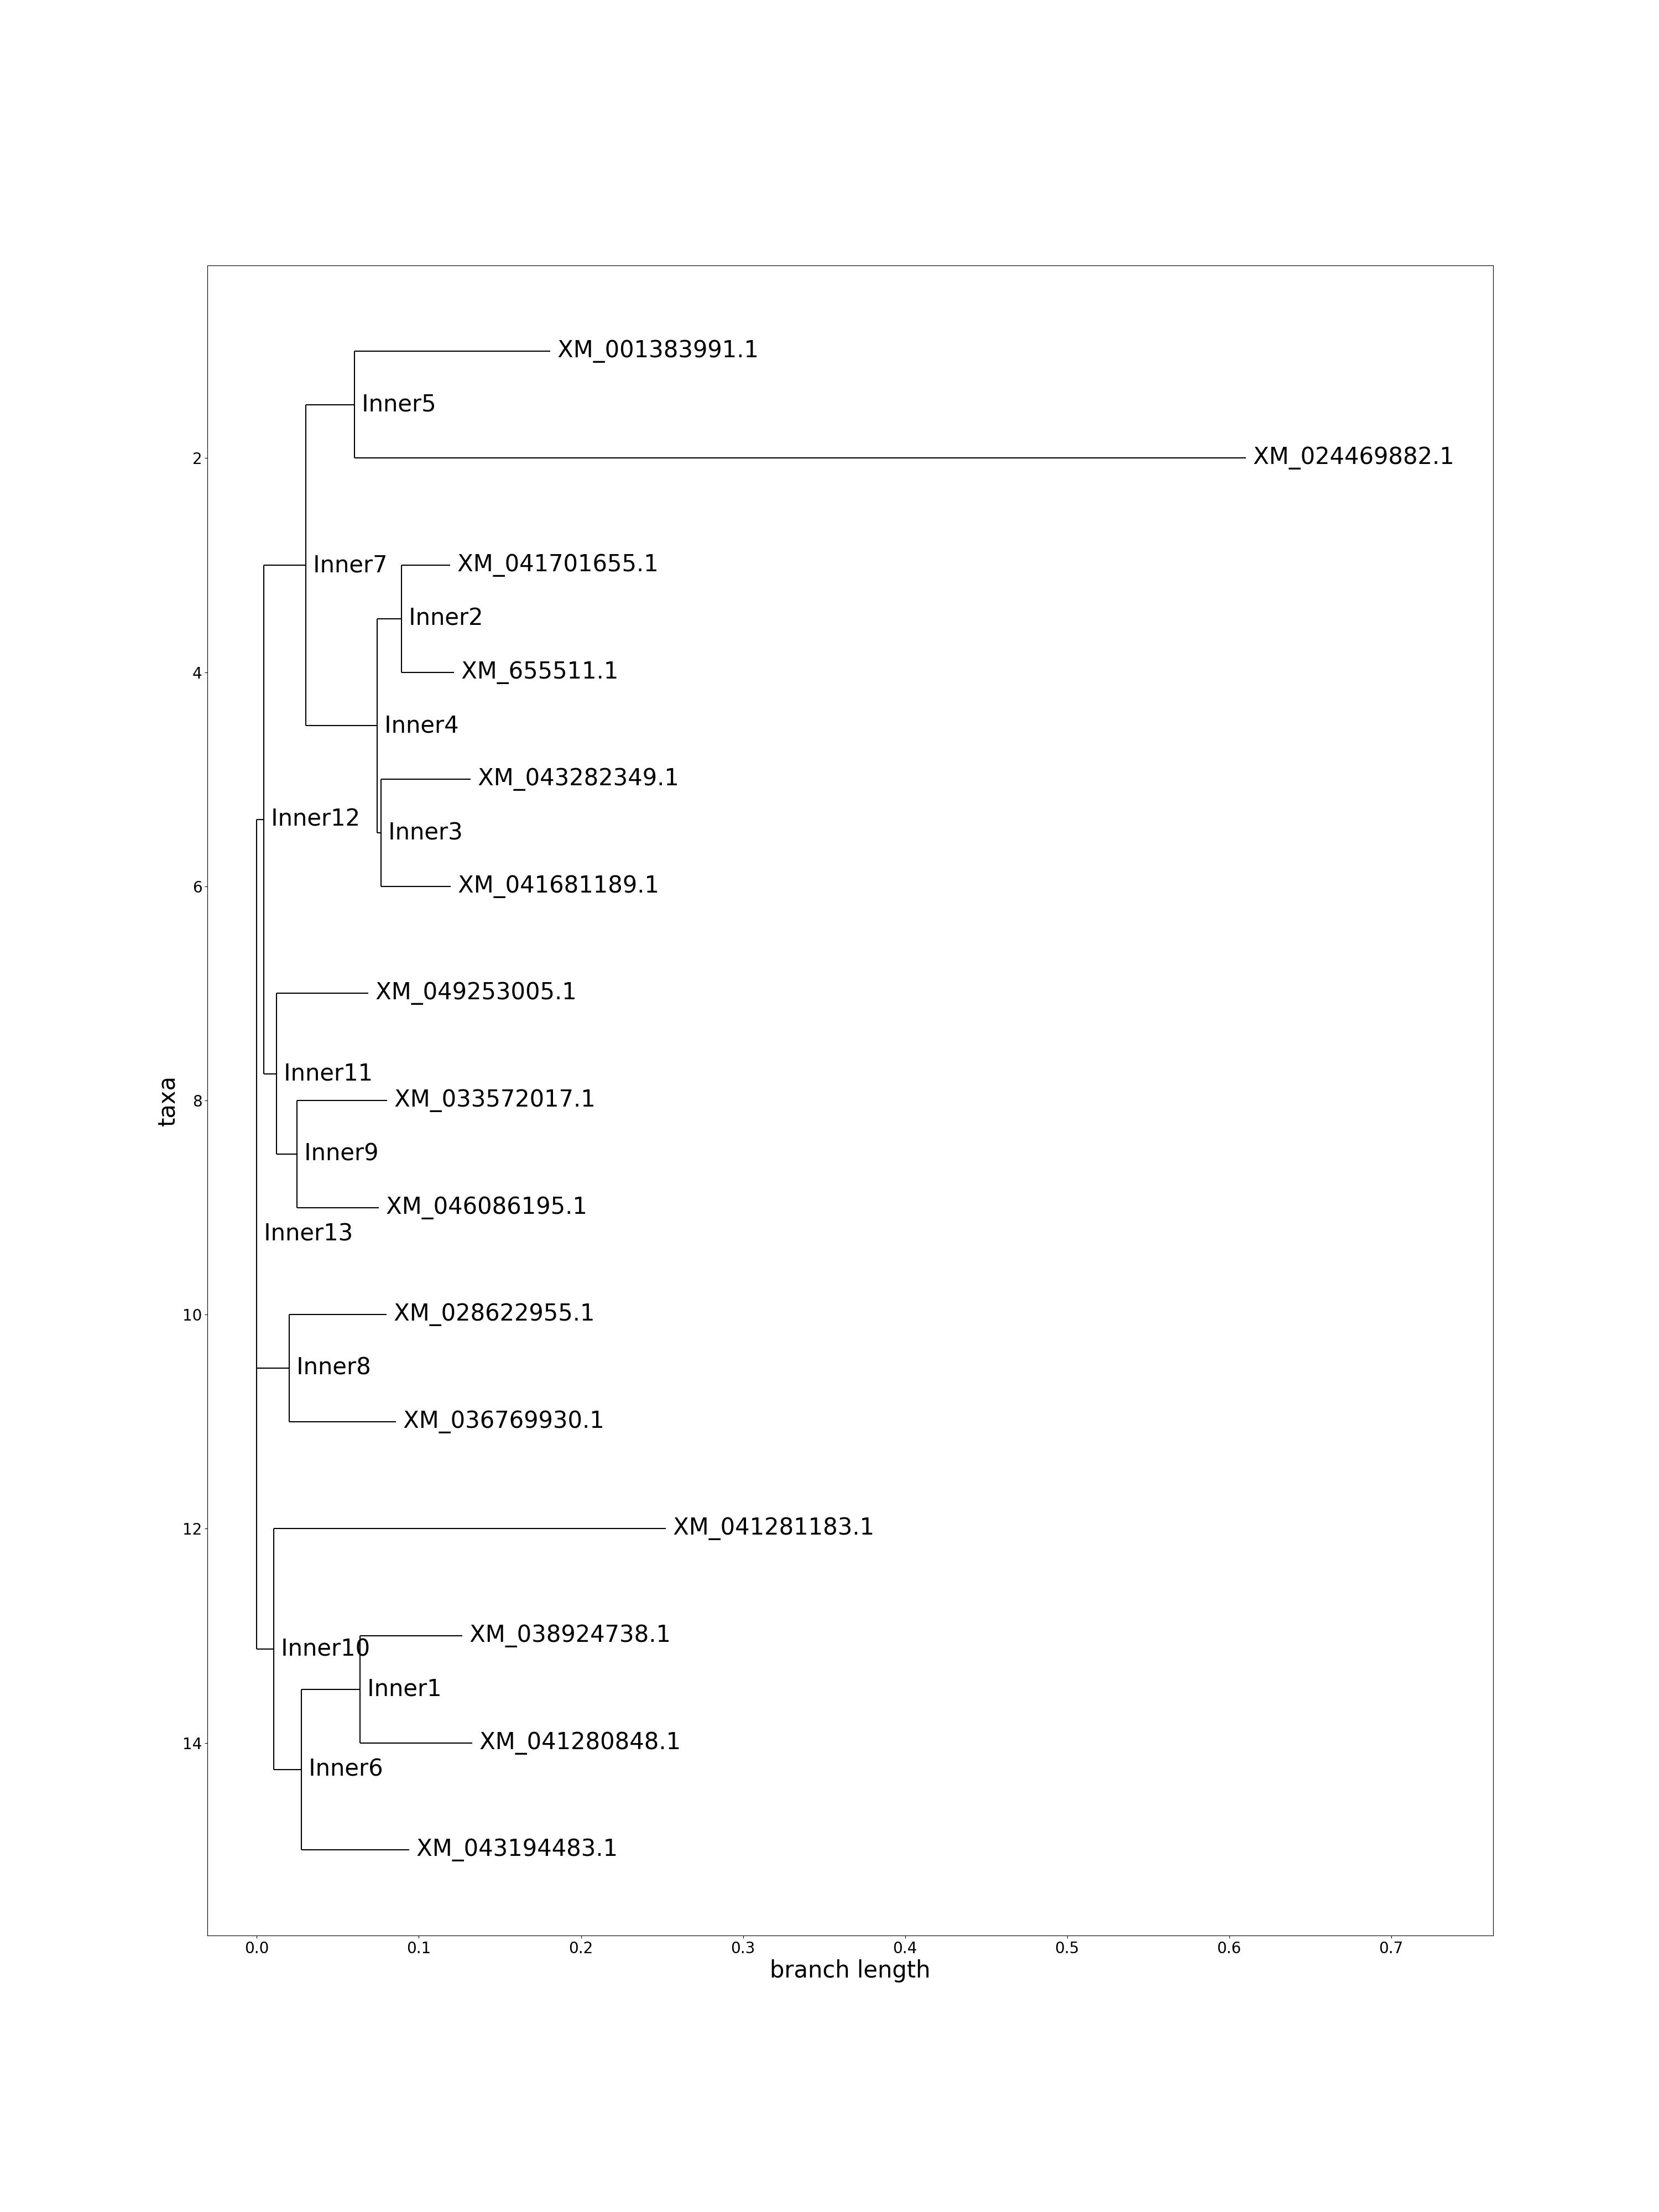 XM_001383991.1
Inner5
2
XM_024469882.1
Inner7
XM_041701655.1
Inner2
4
XM_655511.1
Inner4
XM_043282349.1
Inner12
Inner3
6
XM_041681189.1
XM_049253005.1
Inner11
taxa
8
XM_033572017.1
Inner9
XM_046086195.1
Inner13
10
XM_028622955.1
Inner8
XM_036769930.1
12
XM_041281183.1
XM_038924738.1
Inner10
Inner1
14
XM_041280848.1
Inner6
XM_043194483.1
0.0 0.1 0.2 0.3 0.4 0.5 0.6 0.7
branch length